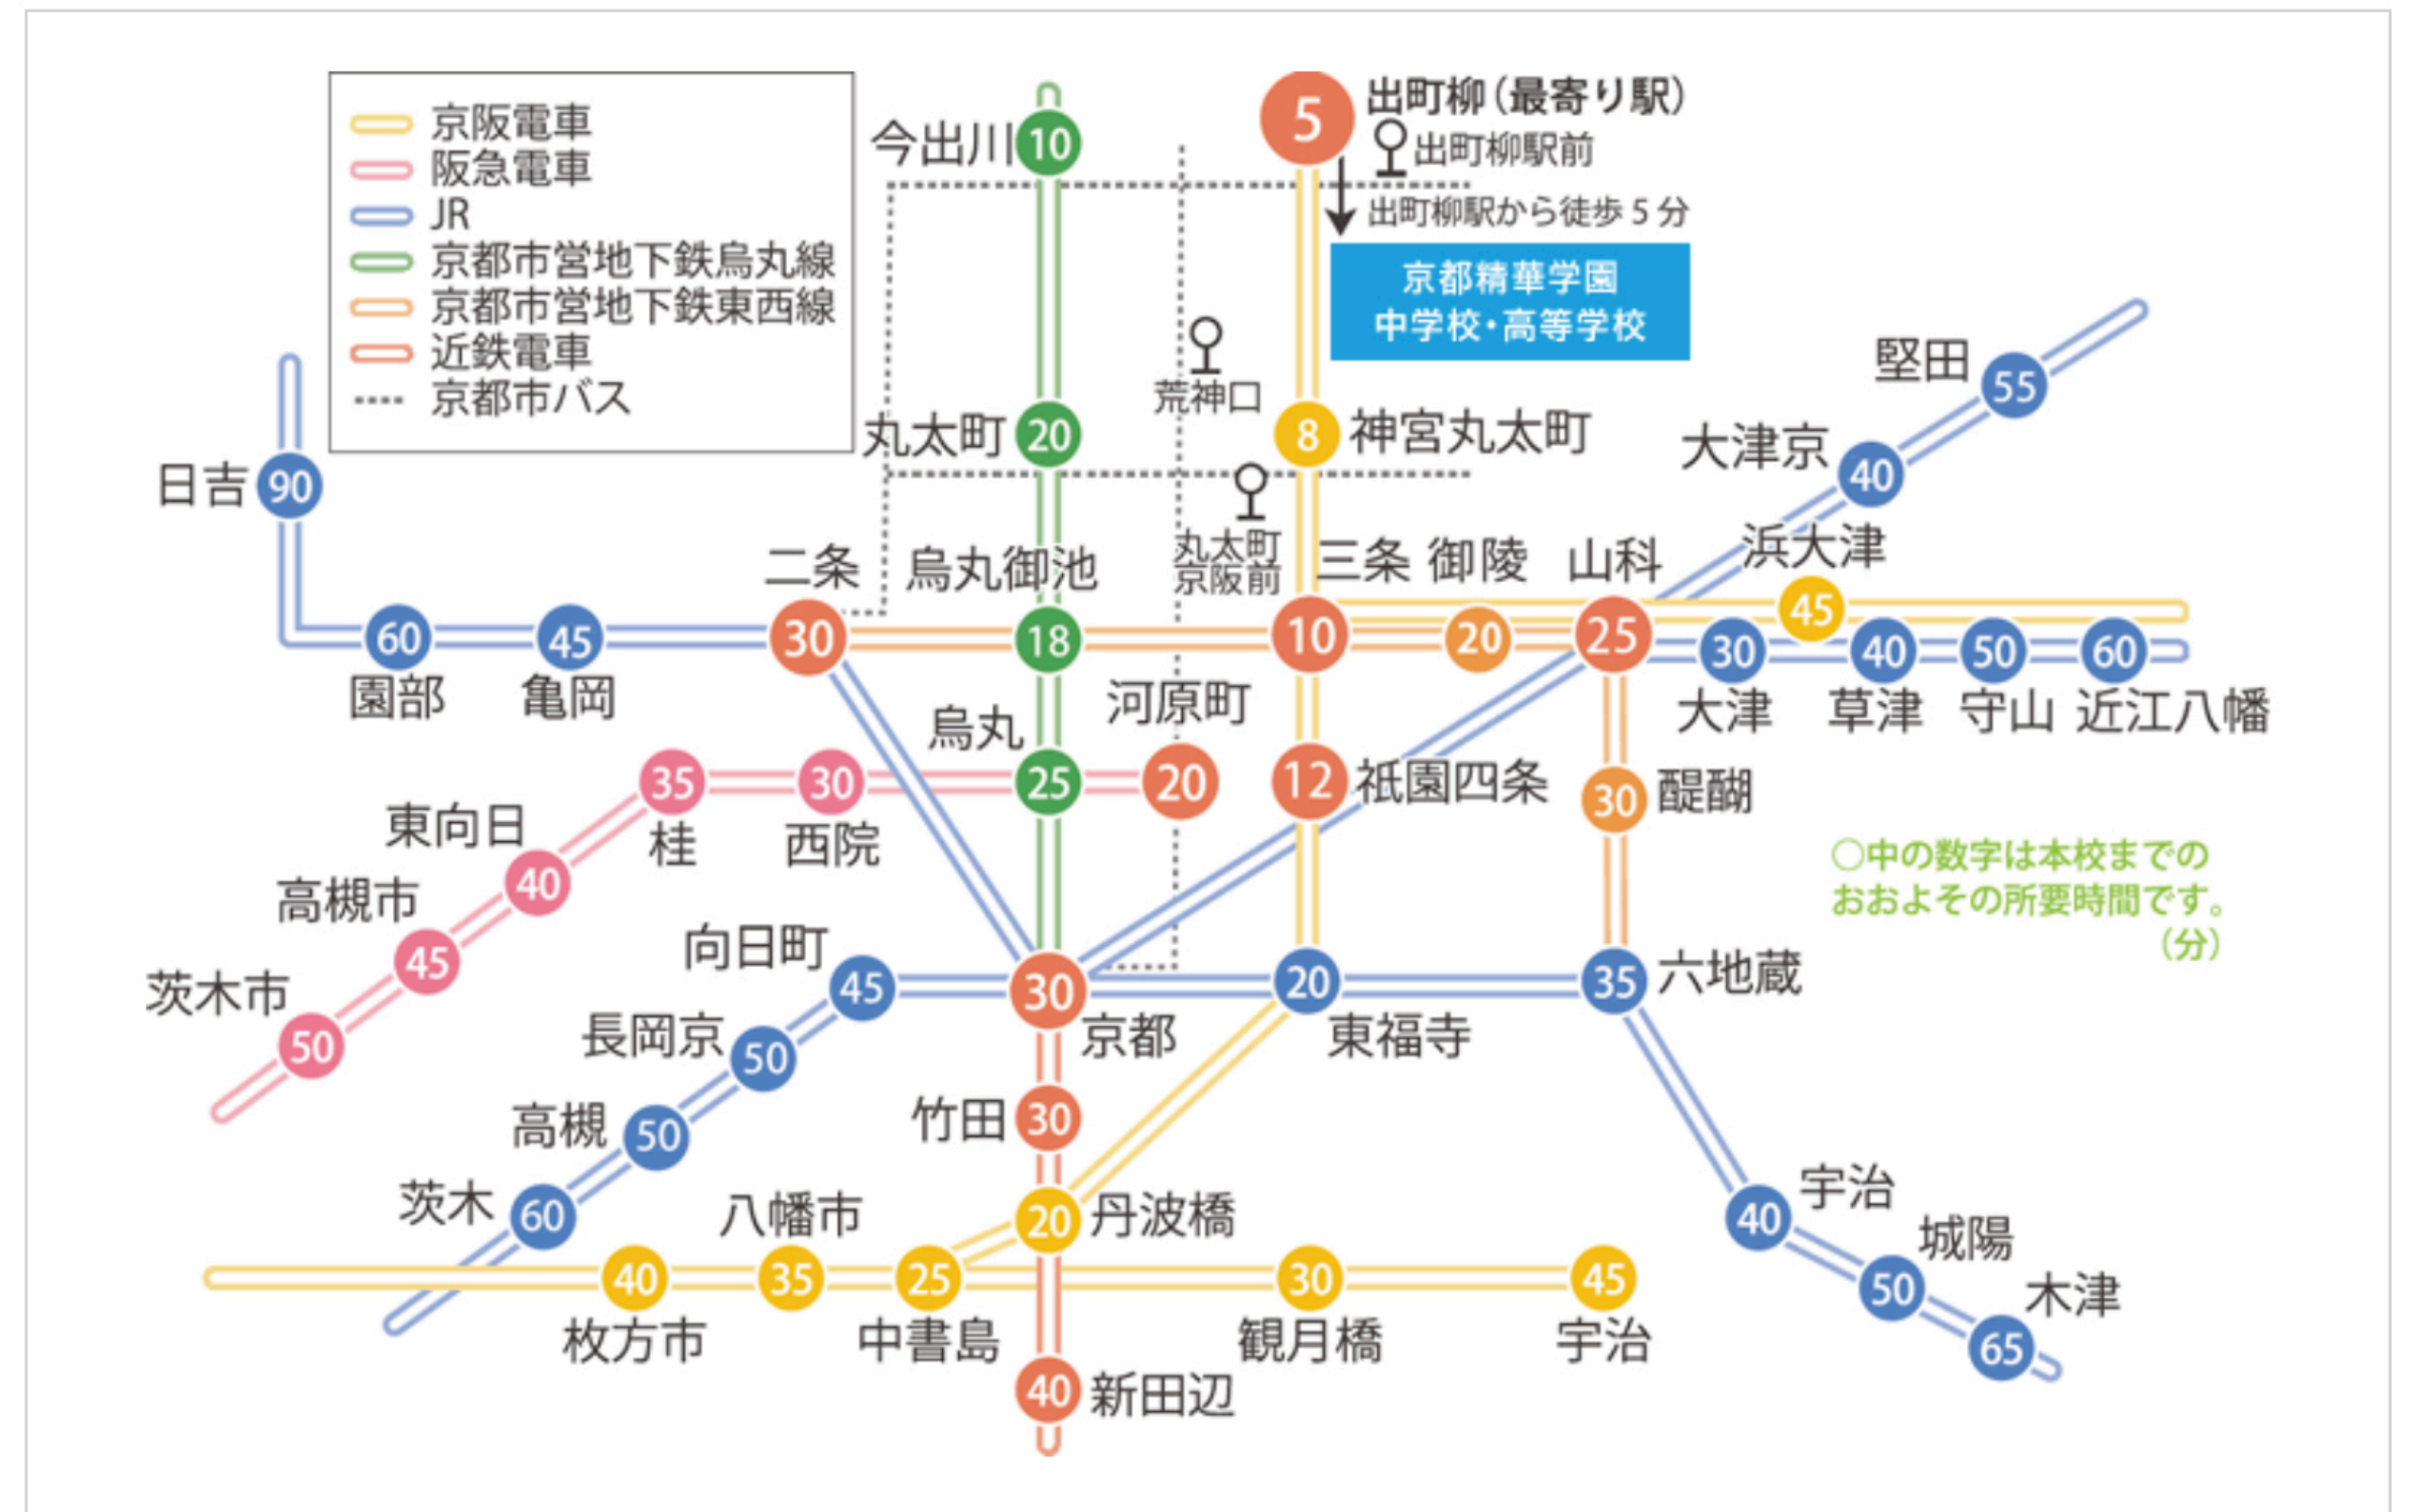 京阪電車
阪急電車
JR
京都市営地下鉄烏丸線
京都市営地下鉄東西線
近鉄電車
京都市バス
今出川
10
5
出町柳（最寄り駅）
出町柳駅前
出町柳駅から徒歩 5 分
京都精華学園
中学校・高等学校
荒神口
丸太町
20
8
神宮丸太町
堅田
55
大津京
40
日吉
90
丸太町
京阪前
二条
烏丸御池
三条
御陵
山科
浜大津
45
60
45
30
18
10
20
25
30
40
50
60
園部
亀岡
大津
草津
守山
近江八幡
烏丸
河原町
35
30
25
20
12
祇園四条
30
醍醐
桂
西院
東向日
40
高槻市
45
茨木市
50
○中の数字は本校までの
おおよその所要時間です。
（分）
向日町
45
30
20
35
六地蔵
京都
東福寺
長岡京
50
高槻
50
茨木
60
竹田
30
20
丹波橋
40
宇治
城陽
50
木津
65
八幡市
40
35
25
30
45
枚方市
中書島
観月橋
宇治
40
新田辺